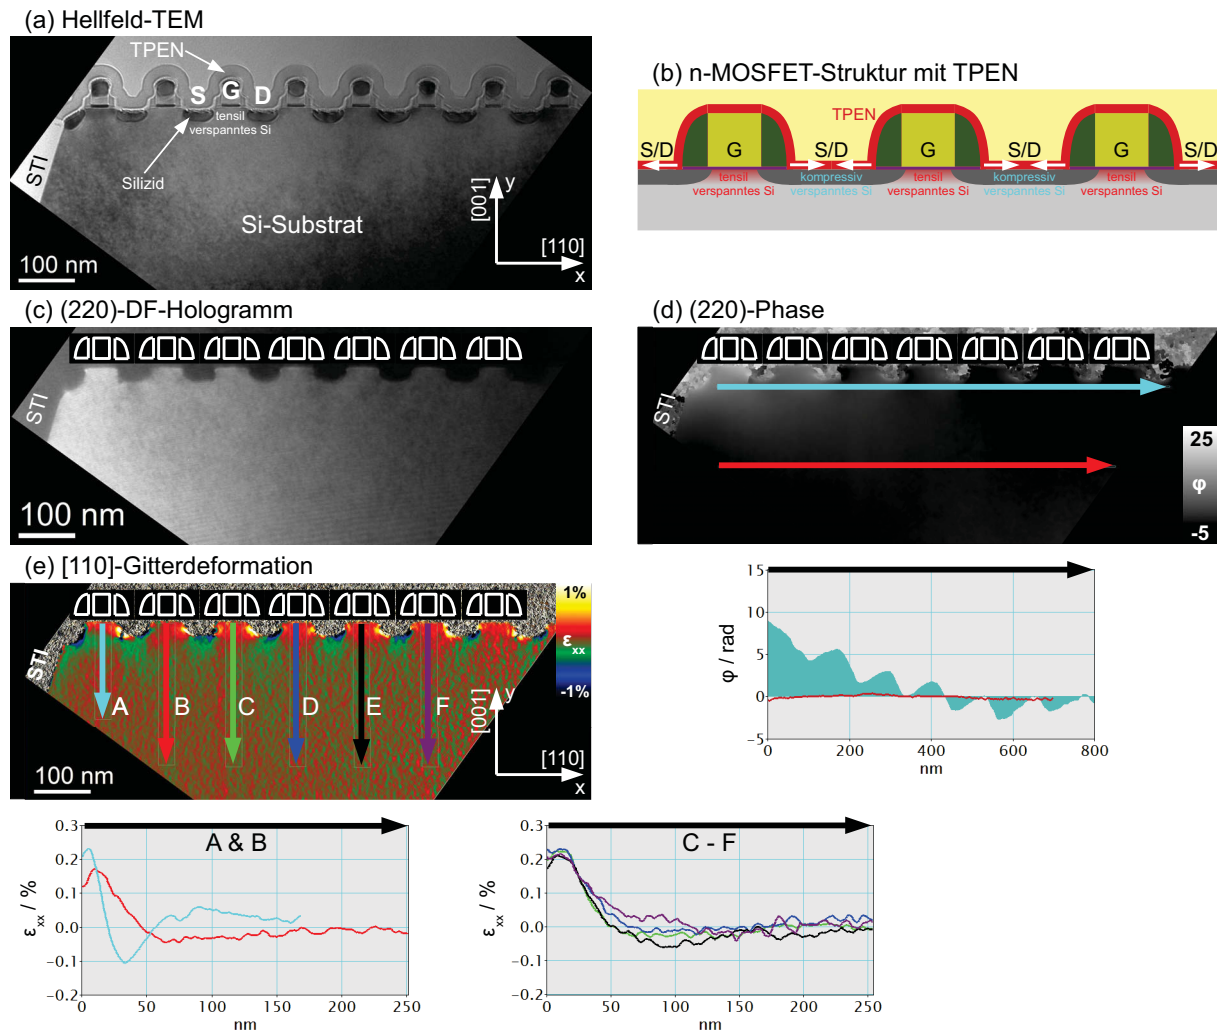 (a) Hellfeld-TEM
TPEN
S G D
tensil
verspanntes Si
STI
Silizid
Si-Substrat
[001]
y
[110]
x
100 nm
(b) n-MOSFET-Struktur mit TPEN
TPEN
S/D G S/D G S/D G S/D
tensil kompressiv tensil kompressiv tensil
verspanntes Si verspanntes Si verspanntes Si verspanntes Si verspanntes Si
(c) (220)-DF-Hologramm
STI
100 nm
(d) (220)-Phase
STI
25
φ
-5
(e) [110]-Gitterdeformation
1%
ε xx
-1%
STI
A B C D E F
[001]
y
[110]
x
100 nm
15
10
5
0
−5
φ / rad
0 200 400 600 800
nm
A & B
0.3
0.2
0.1
0.0
−0.1
−0.2
ε xx / %
0 50 100 150 200 250
nm
C - F
0.3
0.2
0.1
0.0
−0.1
−0.2
ε xx / %
0 50 100 150 200 250
nm